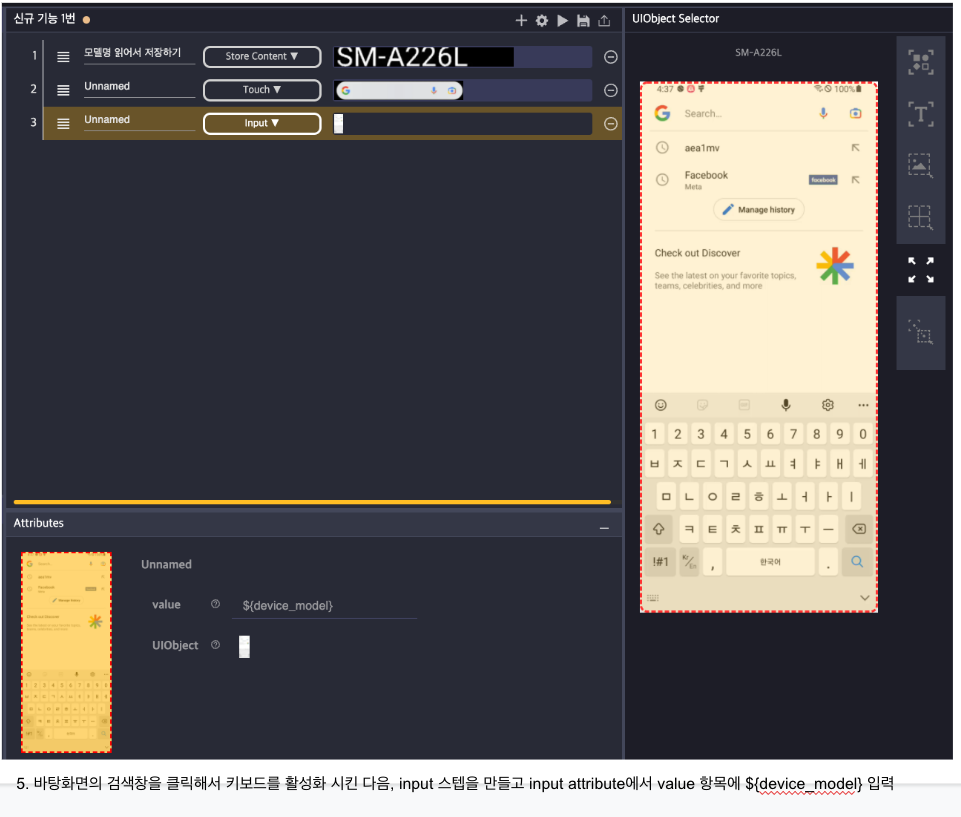 신규 기능 1번
UIObject Selector
1 모델명 읽어서 저장하기 Store Content ▼ SM-A226L
2 Unnamed Touch ▼
3 Unnamed Input ▼
SM-A226L
4:37 100%
Search...
aea1mv
Facebook
Meta
facebook
Manage history
Check out Discover
See the latest on your favorite topics,
teams, celebrities, and more
1 2 3 4 5 6 7 8 9 0
ㅂ ㅈ ㄷ ㄱ ㅅ ㅛ ㅕ ㅑ ㅐ ㅔ
ㅁ ㄴ ㅇ ㄹ ㅎ ㅗ ㅓ ㅏ ㅣ
ㅋ ㅌ ㅊ ㅍ ㅠ ㅜ ㅡ
!#1 , 한국어 .
Attributes
Unnamed
value ${device_model}
UIObject
5. 바탕화면의 검색창을 클릭해서 키보드를 활성화 시킨 다음, input 스텝을 만들고 input attribute에서 value 항목에 ${device_model} 입력